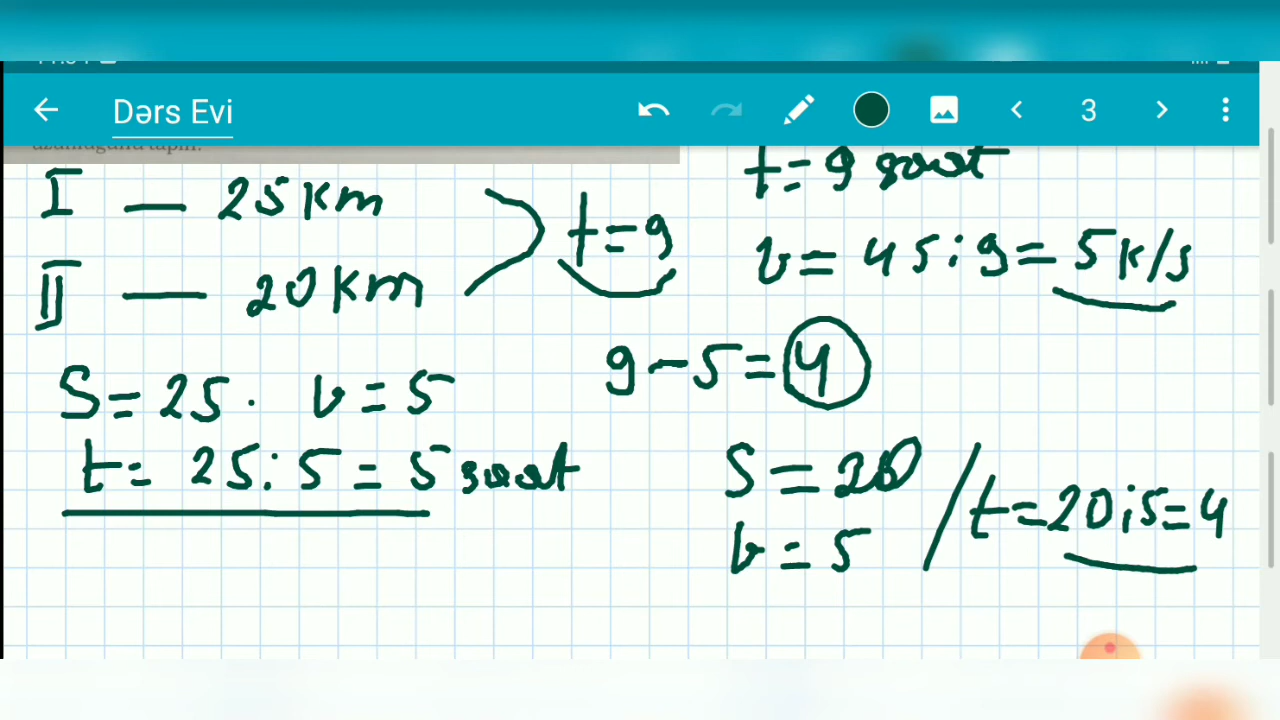 Dərs Evi
3
I — 25 km
II — 20 km
t = 9
S = 25. v = 5
t = 25 : 5 = 5 saat
t = 9 saat
v = 45 : 9 = 5 k/s
9 - 5 = 4
S = 20
v = 5
t = 20 : 5 = 4